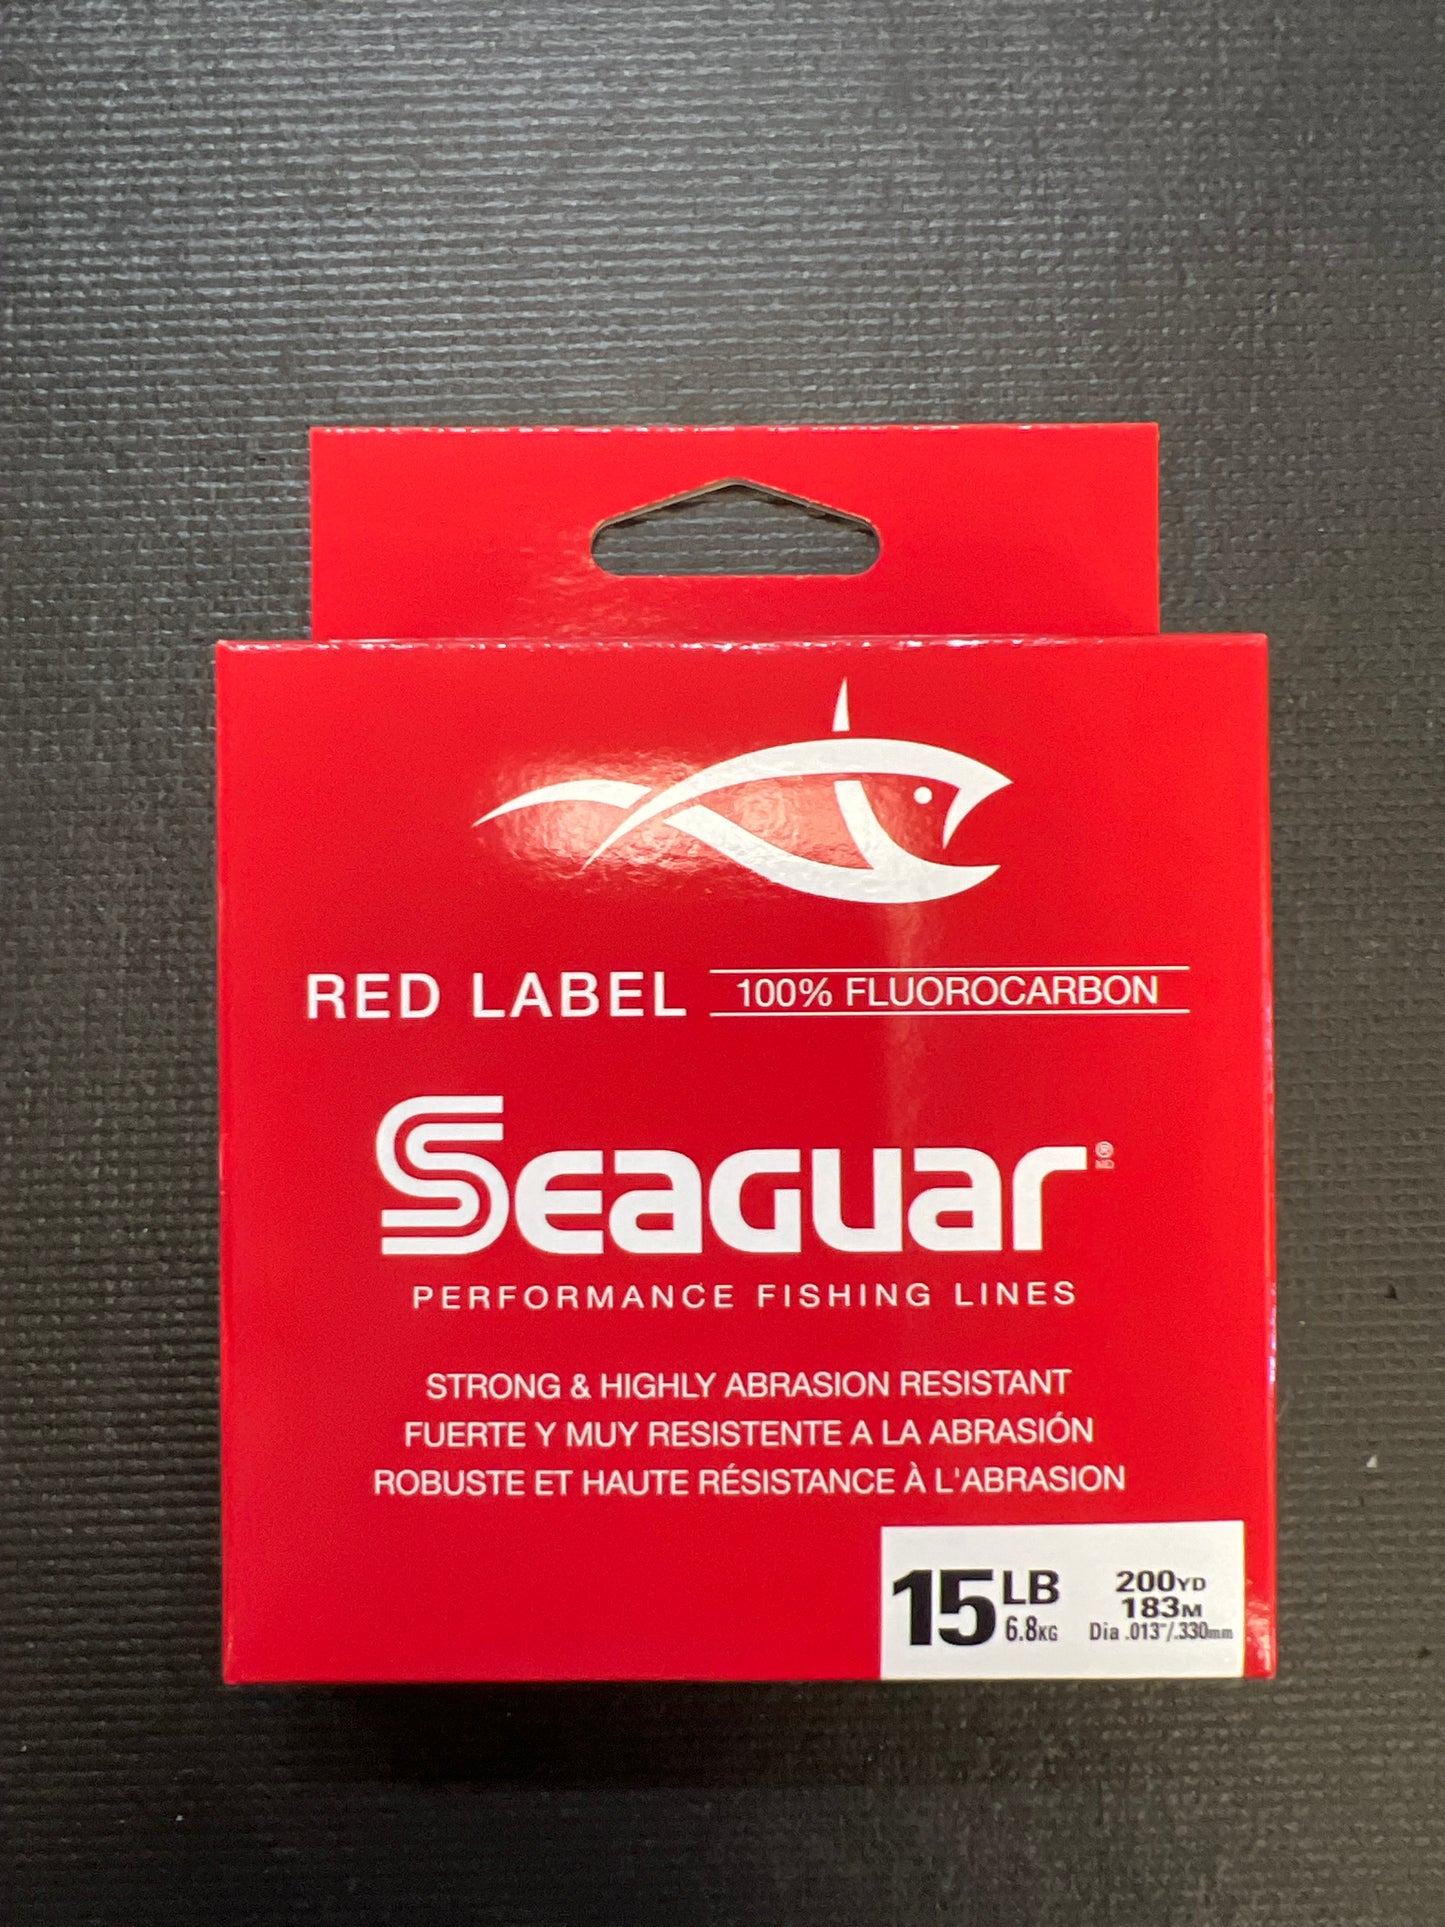 RED LABEL 100% FLUOROCARBON
SEAGUAR ®
MD
PERFORMANCE FISHING LINES
STRONG & HIGHLY ABRASION RESISTANT
FUERTE Y MUY RESISTENTE A LA ABRASIÓN
ROBUSTE ET HAUTE RÉSISTANCE À L'ABRASION
15 LB
6.8KG
200YD
183M
Dia .013"/.330mm